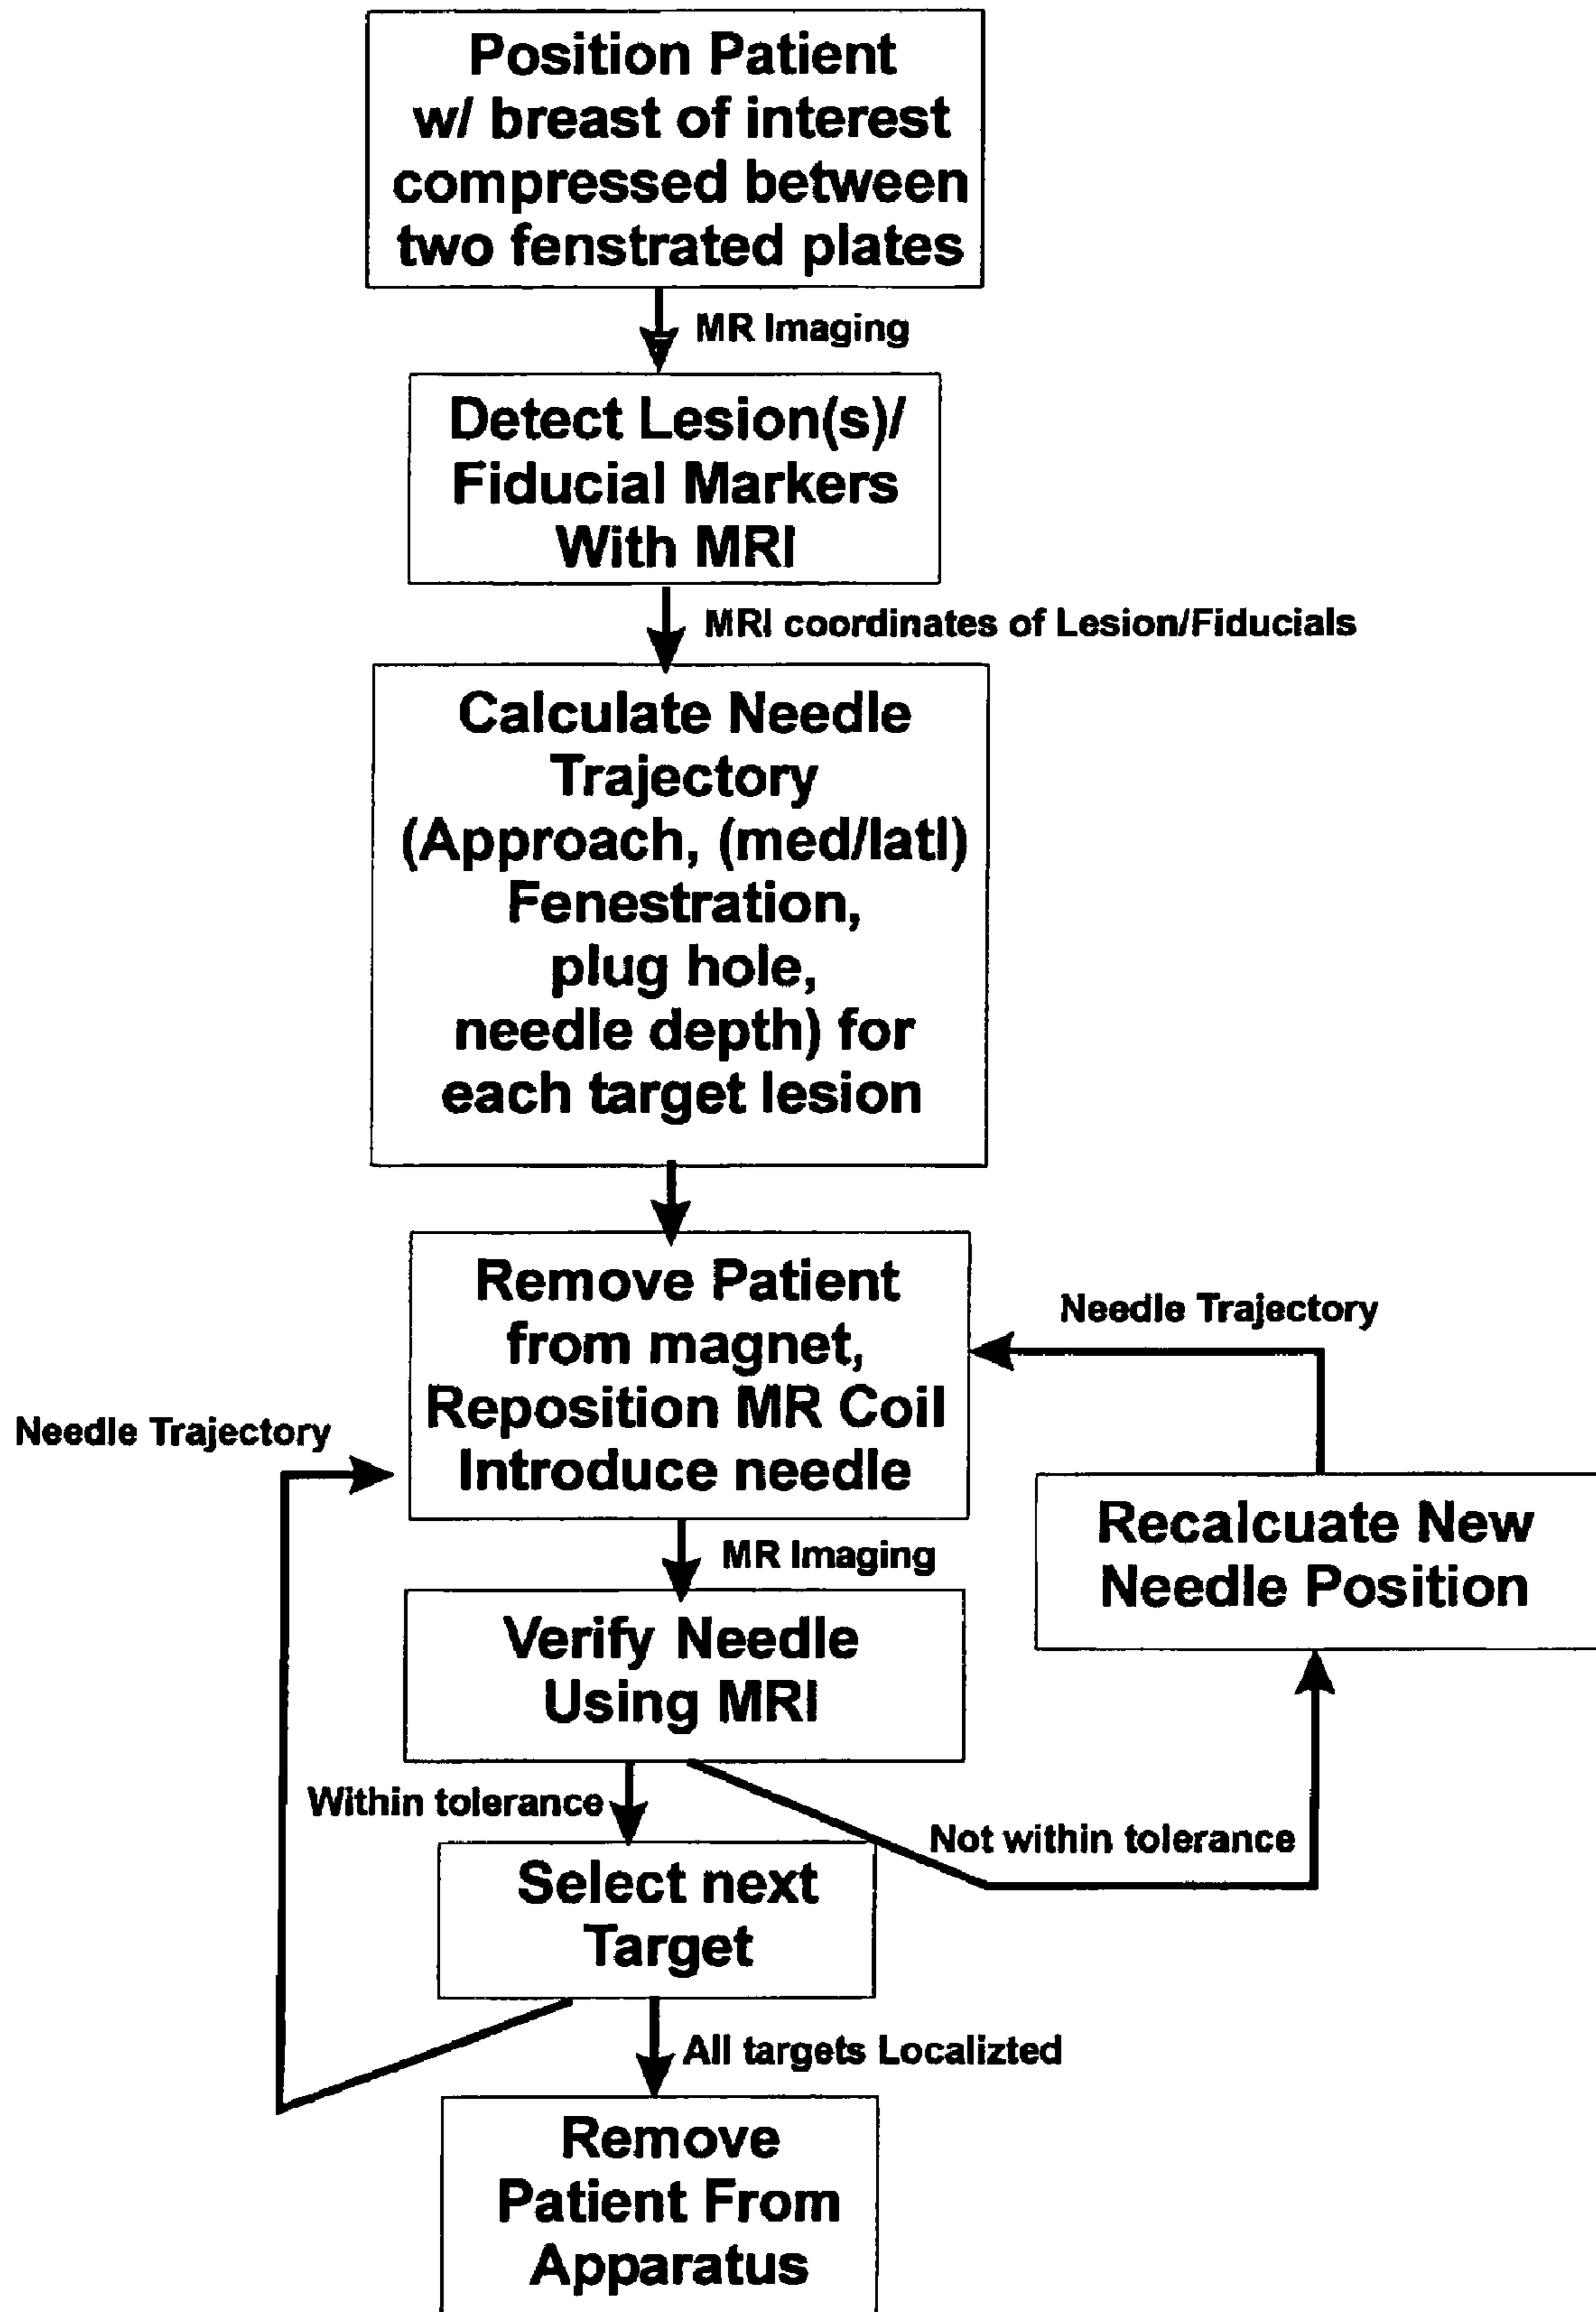 Position Patient
w/ breast of interest
compressed between
two fenstrated plates
MR Imaging
Detect Lesion(s)/
Fiducial Markers
With MRI
MRI coordinates of Lesion/Fiducials
Calculate Needle
Trajectory
(Approach, (med/latl)
Fenestration,
plug hole,
needle depth) for
each target lesion
Remove Patient
from magnet,
Reposition MR Coil
Introduce needle
Needle Trajectory
Needle Trajectory
Recalcuate New
Needle Position
MR Imaging
Verify Needle
Using MRI
Within tolerance
Not within tolerance
Select next
Target
All targets Localizted
Remove
Patient From
Apparatus